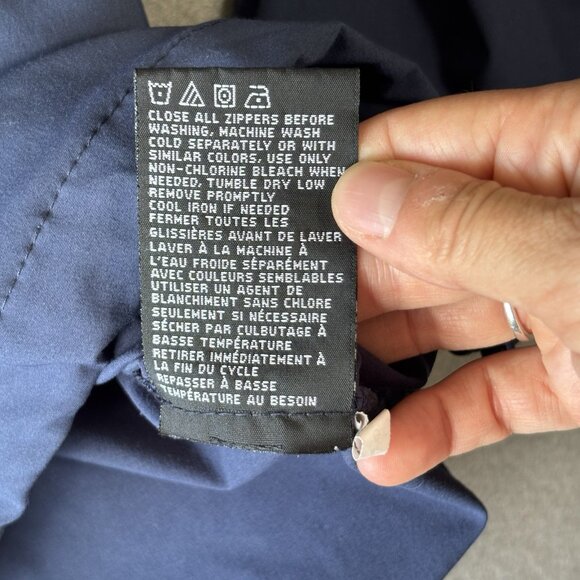 CLOSE ALL ZIPPERS BEFORE
WASHING, MACHINE WASH
COLD SEPARATELY OR WITH
SIMILAR COLORS, USE ONLY
NON-CHLORINE BLEACH WHEN
NEEDED, TUMBLE DRY LOW
REMOVE PROMPTLY
COOL IRON IF NEEDED
FERMER TOUTES LES
GLISSIÈRES AVANT DE LAVER
LAVER À LA MACHINE À
L'EAU FROIDE SÉPARÉMENT
AVEC COULEURS SEMBLABLES
UTILISER UN AGENT DE
BLANCHIMENT SANS CHLORE
SEULEMENT SI NÉCESSAIRE
SÉCHER PAR CULBUTAGE À
BASSE TEMPÉRATURE
RETIRER IMMÉDIATEMENT À
LA FIN DU CYCLE
REPASSER À BASSE
TEMPÉRATURE AU BESOIN